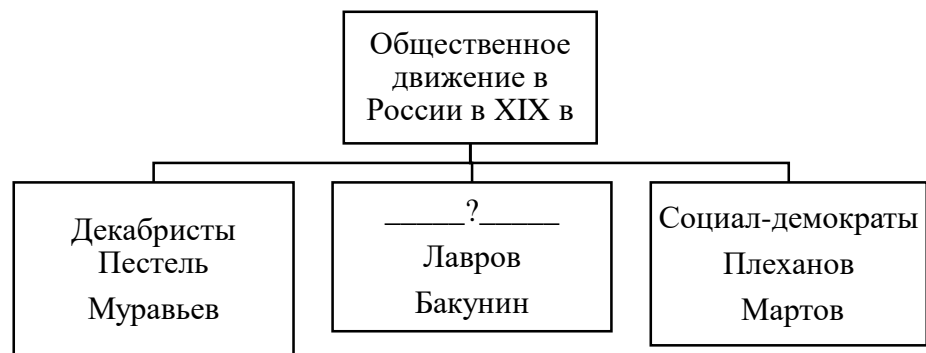 Общественное
движение в
России в XIX в
Декабристы
Пестель
Муравьев
_____?_____
Лавров
Бакунин
Социал-демократы
Плеханов
Мартов